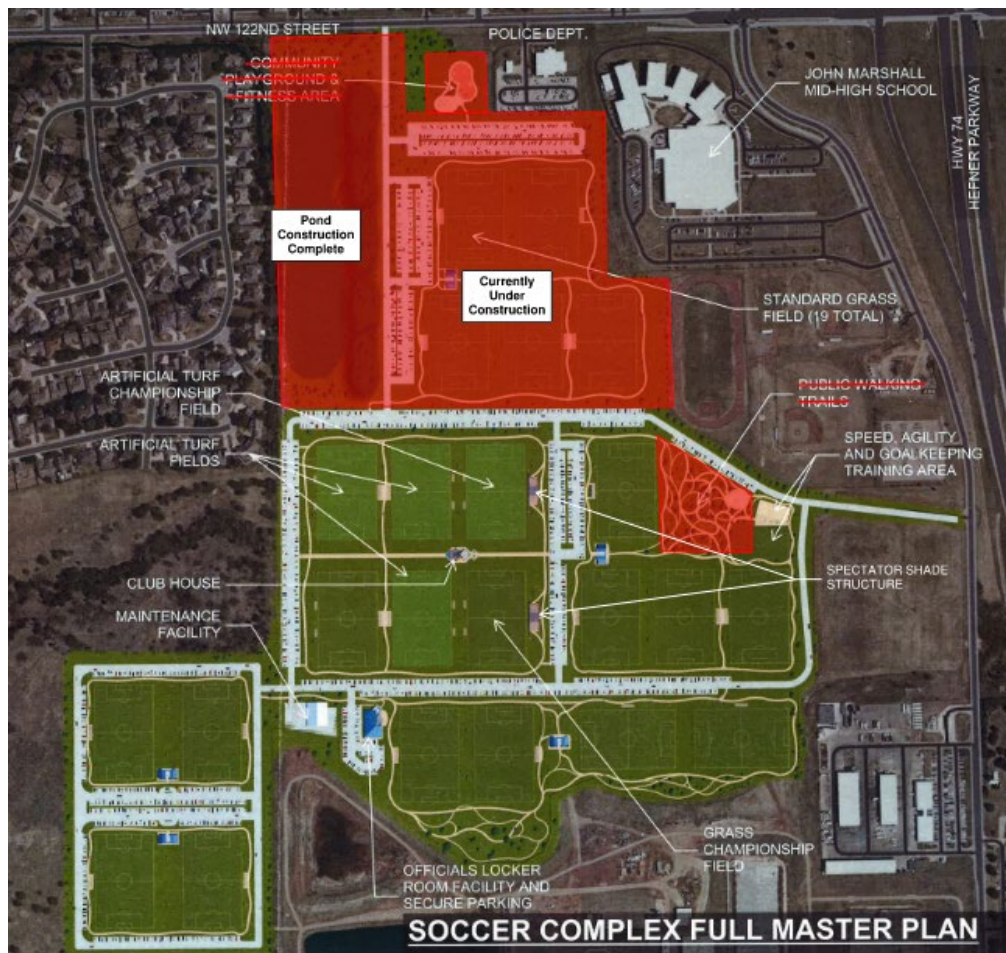 NW 122ND STREET
POLICE DEPT.
COMMUNITY
PLAYGROUND &
FITNESS AREA
JOHN MARSHALL
MID-HIGH SCHOOL
HWY 74
HEFNER PARKWAY
Pond
Construction
Complete
Currently
Under
Construction
STANDARD GRASS
FIELD (19 TOTAL)
ARTIFICIAL TURF
CHAMPIONSHIP
FIELD
PUBLIC WALKING
TRAILS
ARTIFICIAL TURF
FIELDS
SPEED, AGILITY
AND GOALKEEPING
TRAINING AREA
CLUB HOUSE
SPECTATOR SHADE
STRUCTURE
MAINTENANCE
FACILITY
GRASS
CHAMPIONSHIP
FIELD
OFFICIALS LOCKER
ROOM FACILITY AND
SECURE PARKING
SOCCER COMPLEX FULL MASTER PLAN